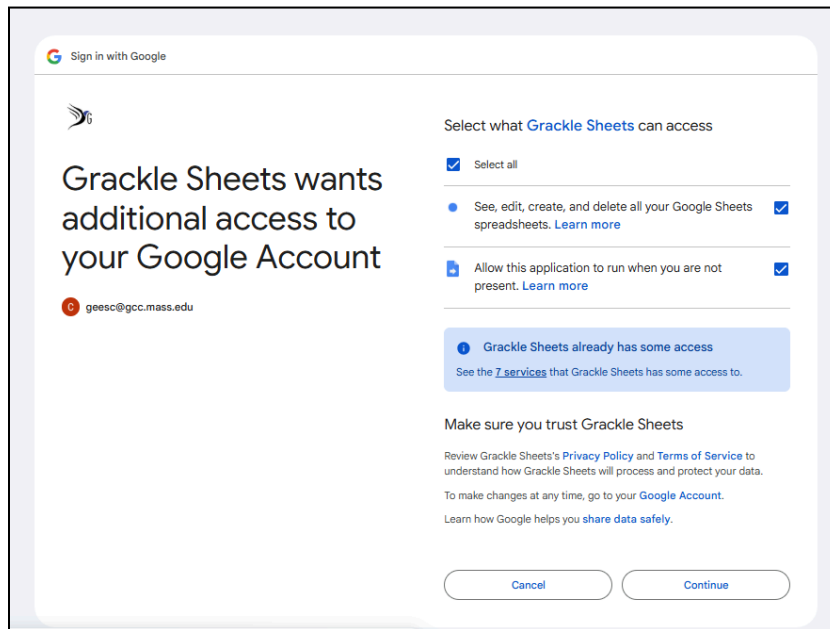 Sign in with Google
G
Grackle Sheets wants
additional access to
your Google Account
C geesc@gcc.mass.edu
Select what Grackle Sheets can access
Select all
See, edit, create, and delete all your Google Sheets
spreadsheets. Learn more
Allow this application to run when you are not
present. Learn more
Grackle Sheets already has some access
See the 7 services that Grackle Sheets has some access to.
Make sure you trust Grackle Sheets
Review Grackle Sheets's Privacy Policy and Terms of Service to
understand how Grackle Sheets will process and protect your data.
To make changes at any time, go to your Google Account.
Learn how Google helps you share data safely.
Cancel
Continue